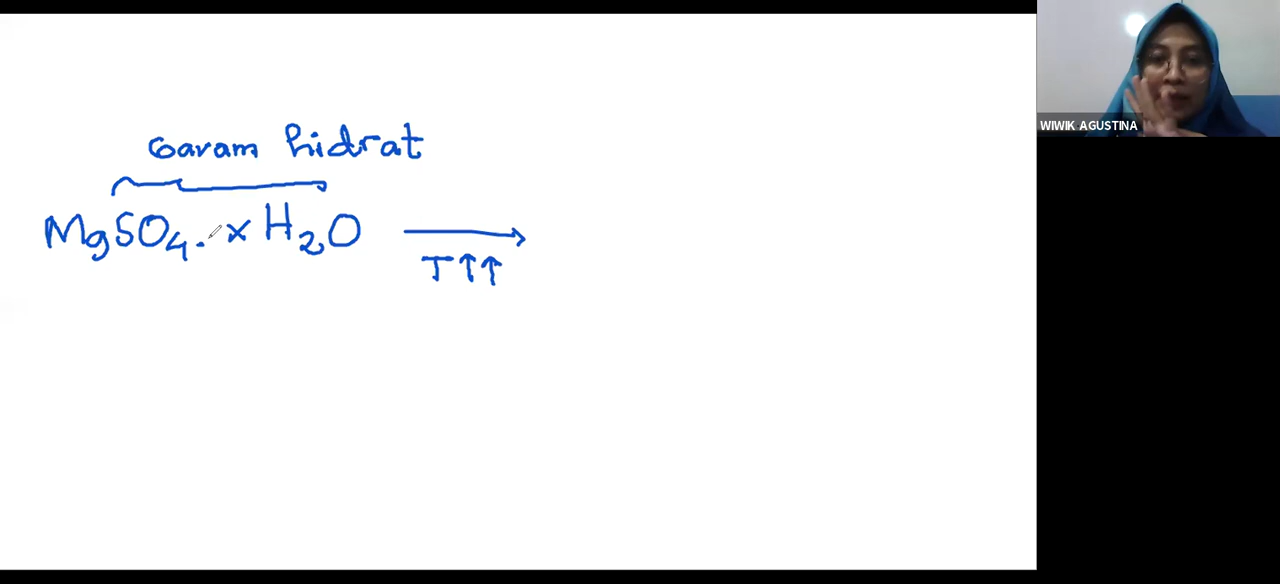 Garam hidrat
MgSO₄ . x H₂O ⟶
T↑↑
WIWIK AGUSTINA